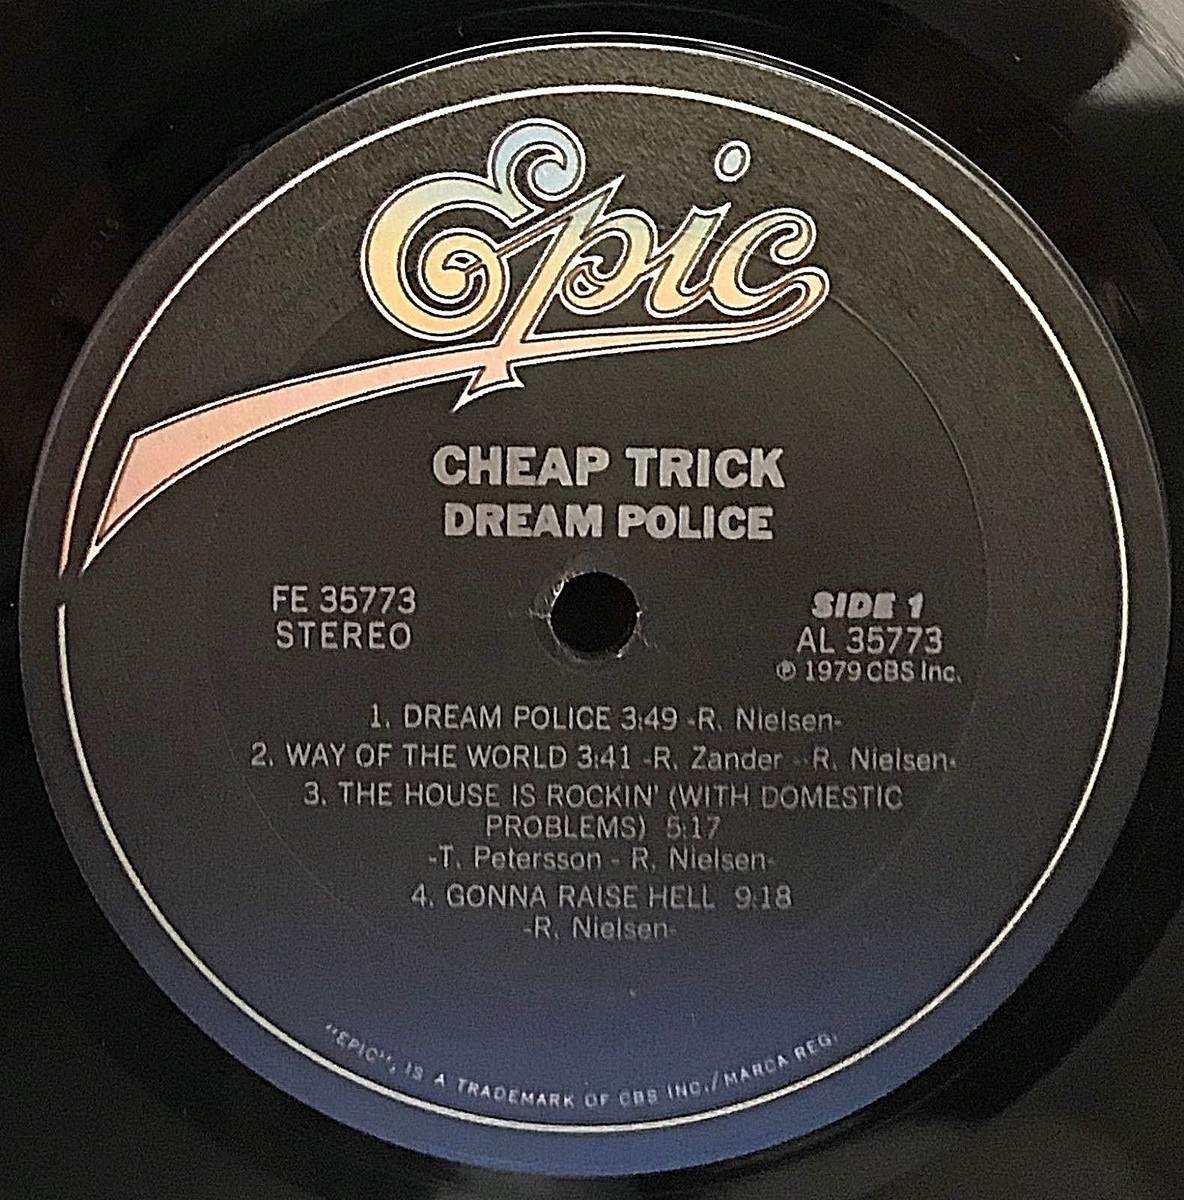 Epic
CHEAP TRICK
DREAM POLICE
FE 35773
STEREO
SIDE 1
AL 35773
℗ 1979 CBS Inc.
1. DREAM POLICE 3:49 -R. Nielsen-
2. WAY OF THE WORLD 3:41 -R. Zander - R. Nielsen-
3. THE HOUSE IS ROCKIN' (WITH DOMESTIC
PROBLEMS) 5:17
-T. Petersson - R. Nielsen-
4. GONNA RAISE HELL 9:18
-R. Nielsen-
"EPIC", IS A TRADEMARK OF CBS INC./MARCA REG.